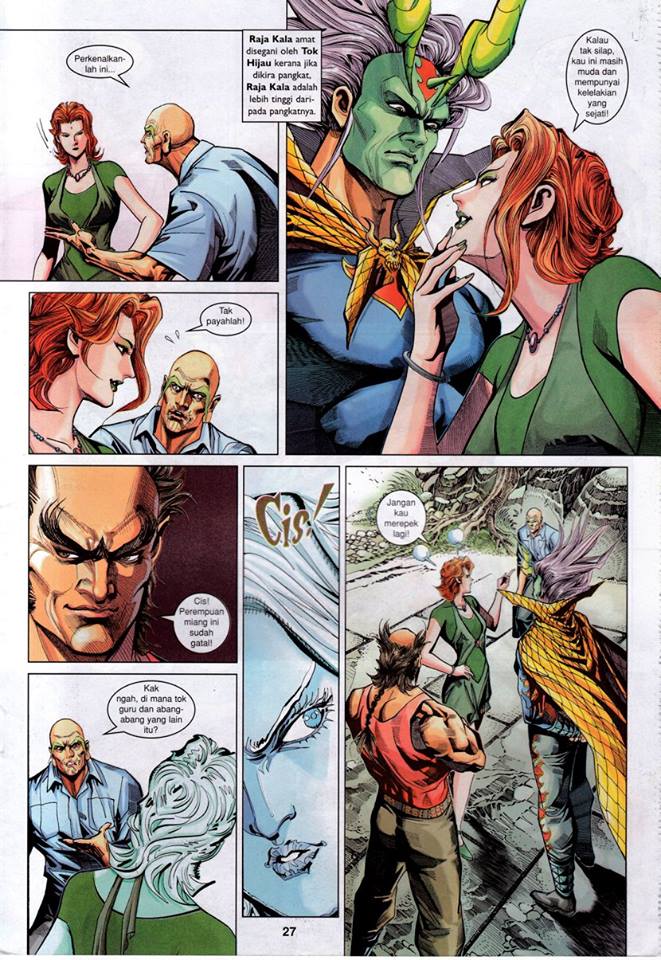 Perkenalkan-
lah ini...
Raja Kala amat
disegani oleh Tok
Hijau kerana jika
dikira pangkat,
Raja Kala adalah
lebih tinggi dari-
pada pangkatnya.
Kalau
tak silap,
kau ini masih
muda dan
mempunyai
kelelakian
yang
sejati!
Tak
payahlah!
Cis!
Perempuan
miang ini
sudah
gatal!
Cis!
Jangan
kau
merepek
lagi!
Kak
ngah, di mana tok
guru dan abang-
abang yang lain
itu?
27